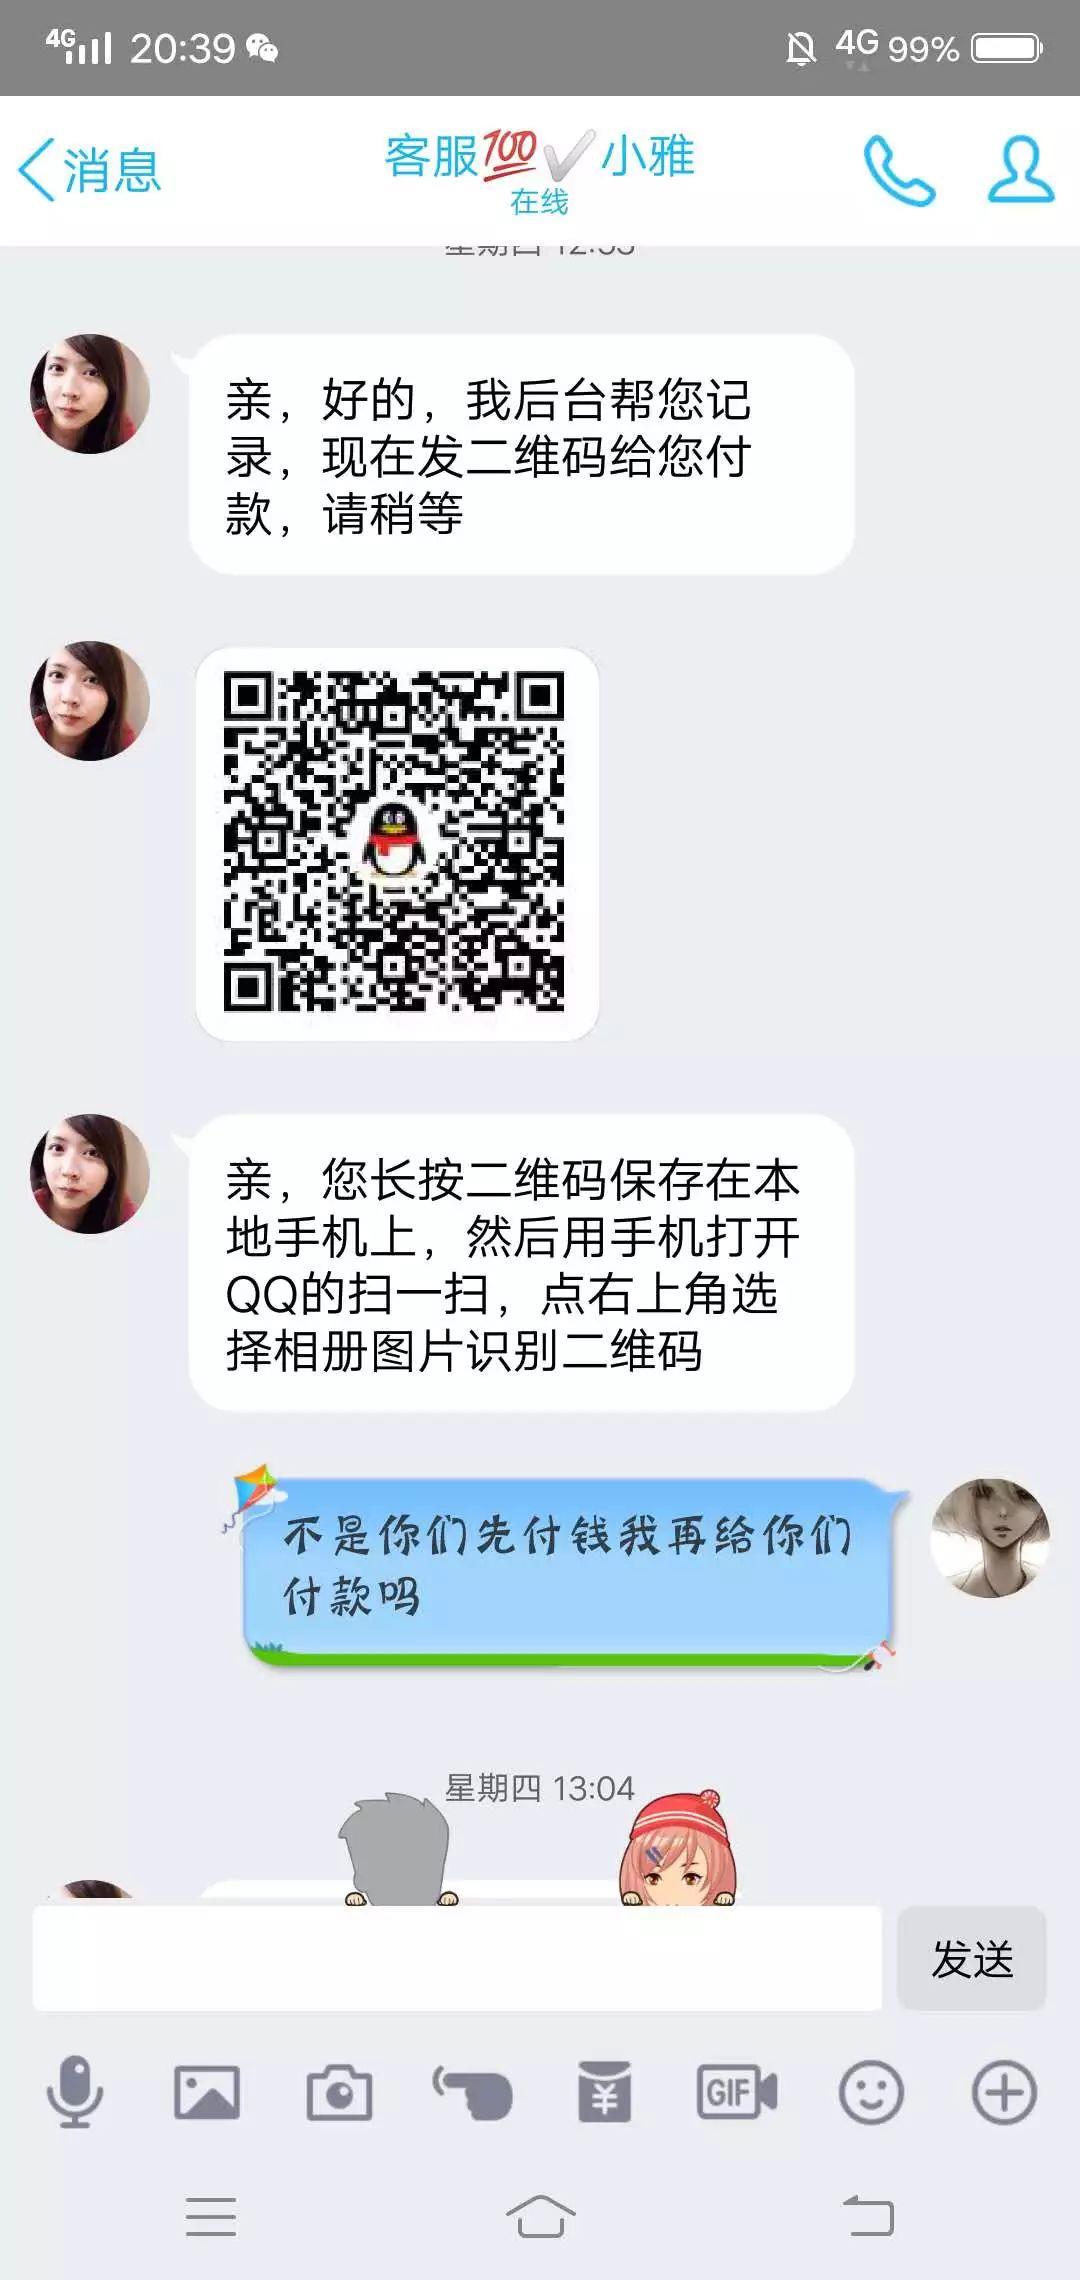 4G 20:39 4G 99%
消息
客服💯✔小雅
在线
星期四 12:53
亲，好的，我后台帮您记
录，现在发二维码给您付
款，请稍等
亲，您长按二维码保存在本
地手机上，然后用手机打开
QQ的扫一扫，点右上角选
择相册图片识别二维码
不是你们先付钱我再给你们
付款吗
星期四 13:04
发送
GIF